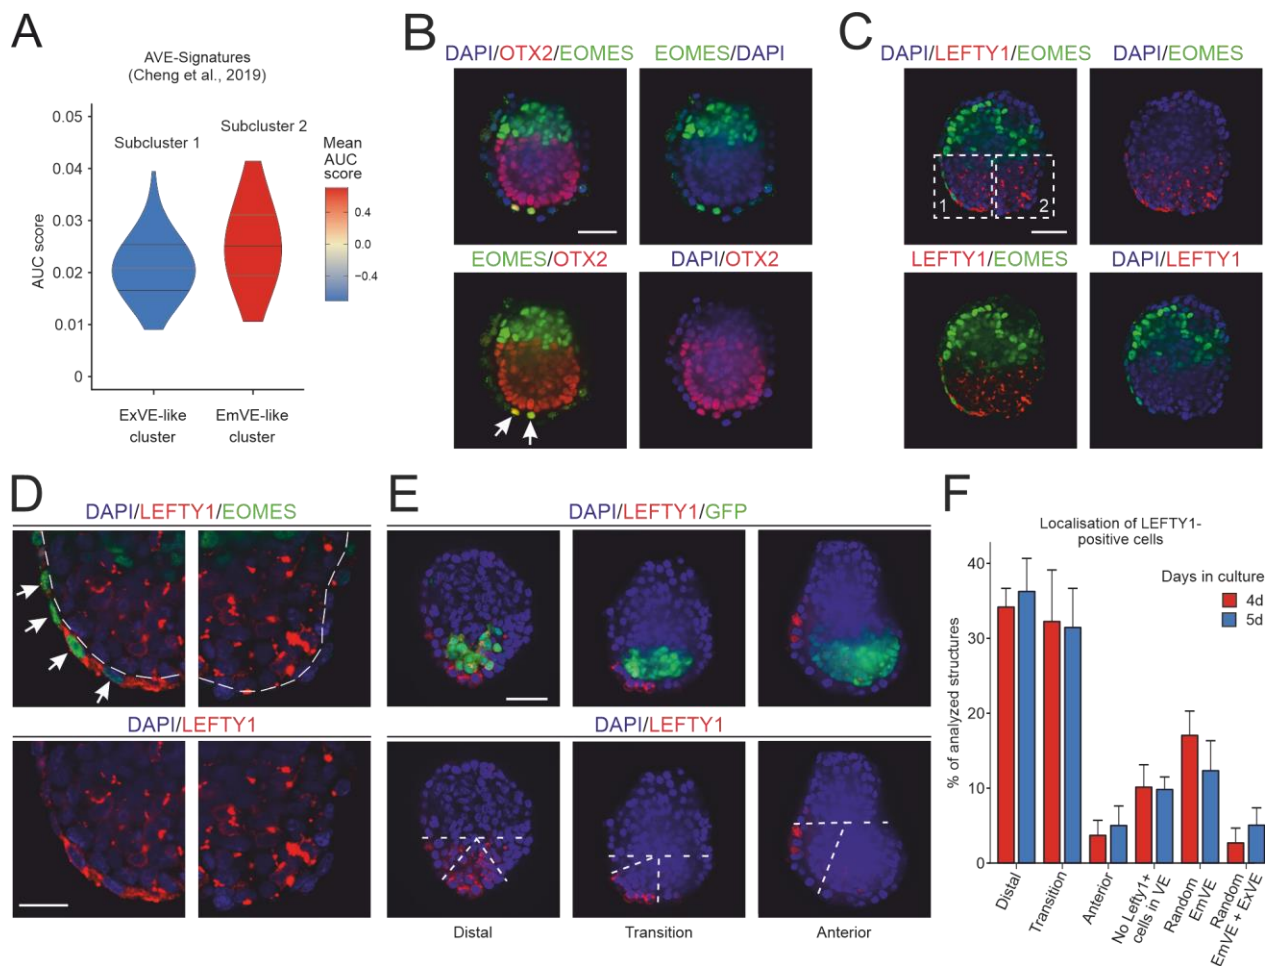 A
AVE-Signatures
(Cheng et al., 2019)
0.05
0.04
0.03
0.02
0.01
0
AUC score
Subcluster 1
Subcluster 2
Mean
AUC
score
0.4
0.0
−0.4
ExVE-like
cluster
EmVE-like
cluster
B
DAPI/OTX2/EOMES
EOMES/DAPI
EOMES/OTX2
DAPI/OTX2
C
DAPI/LEFTY1/EOMES
DAPI/EOMES
1
2
LEFTY1/EOMES
DAPI/LEFTY1
D
DAPI/LEFTY1/EOMES
DAPI/LEFTY1
E
DAPI/LEFTY1/GFP
DAPI/LEFTY1
Distal
Transition
Anterior
F
Localisation of LEFTY1-
positive cells
Days in culture
4d
5d
% of analyzed structures
40
30
20
10
0
Distal
Transition
Anterior
No Lefty1+
cells in VE
Random
EmVE
Random
EmVE + ExVE